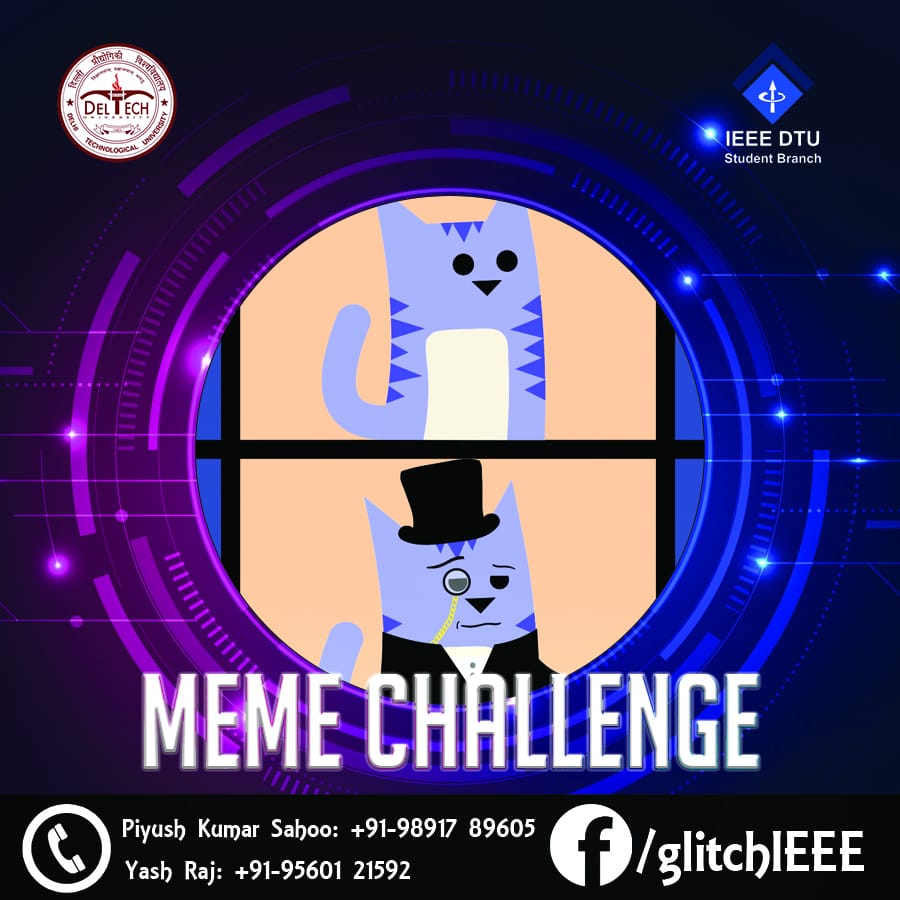 दिल्ली प्रौद्योगिकी विश्वविद्यालय
DELTECH
UNIVERSITY
DELHI TECHNOLOGICAL UNIVERSITY
IEEE DTU
Student Branch
MEME CHALLENGE
Piyush Kumar Sahoo: +91-98917 89605
Yash Raj: +91-95601 21592
/glitchIEEE